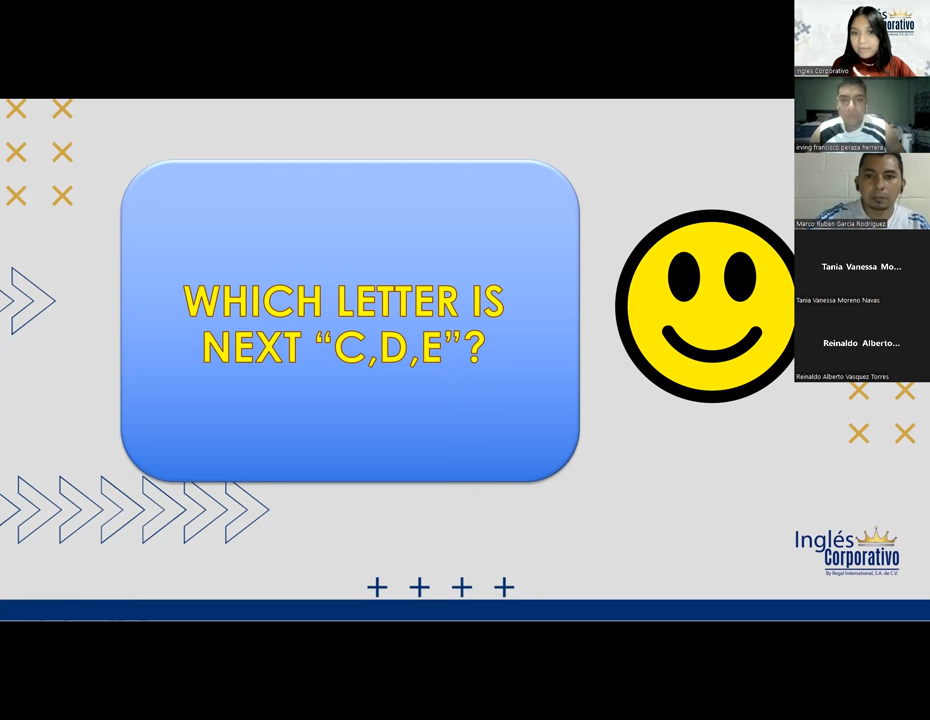 WHICH LETTER IS
NEXT “C,D,E”?
Inglés Corporativo
irving francisco peraza herrera
Marco Ruben Garcia Rodriguez
Tania Vanessa Mo...
Tania Vanessa Moreno Navas
Reinaldo Alberto...
Reinaldo Alberto Vasquez Torres
Inglés
Corporativo
By Regal International, S.A. de C.V.